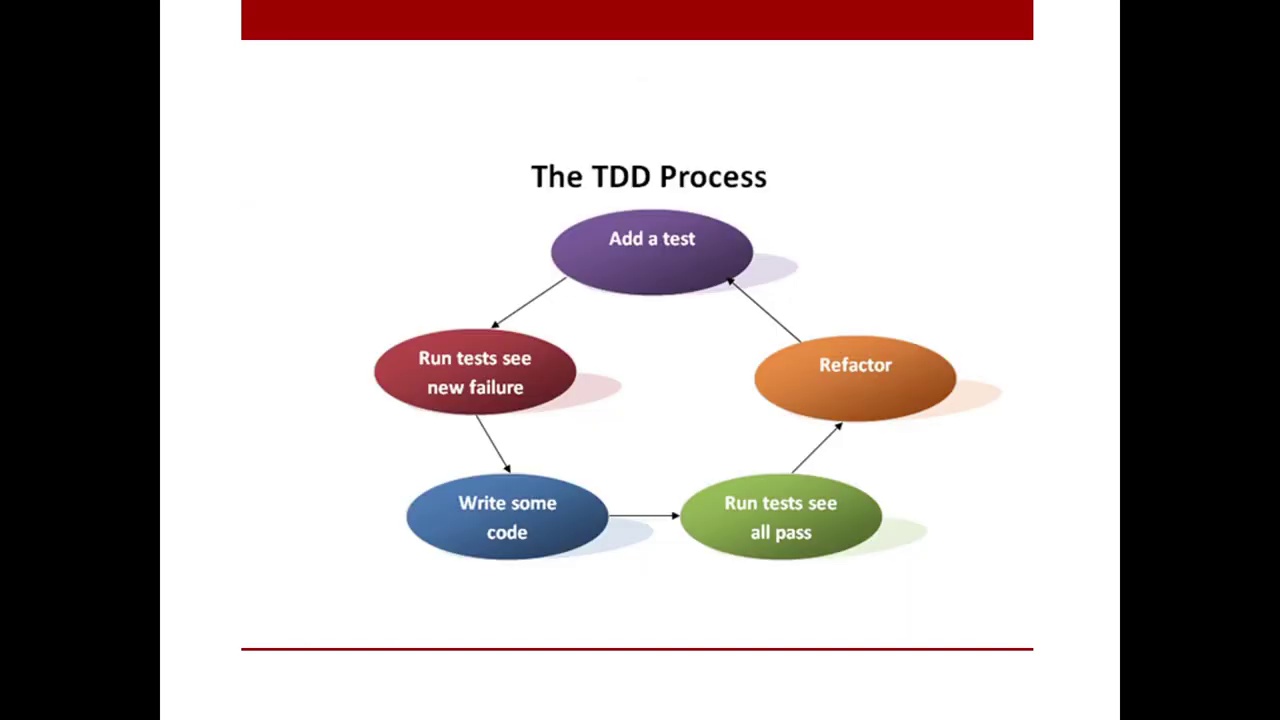 The TDD Process
Add a test
Run tests see
new failure
Refactor
Write some
code
Run tests see
all pass